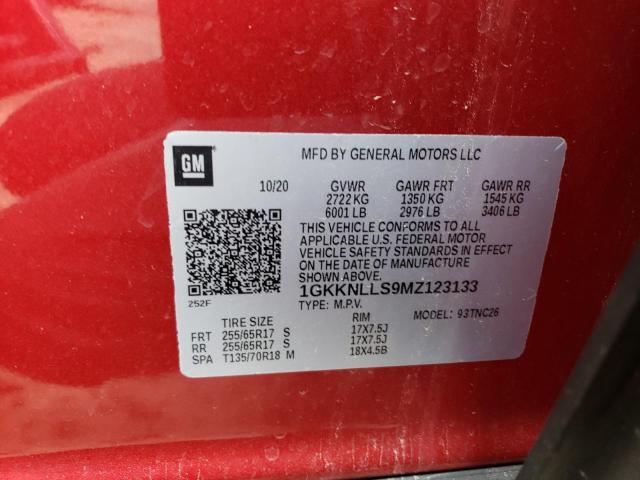 GM
MFD BY GENERAL MOTORS LLC
10/20 GVWR GAWR FRT GAWR RR
2722 KG 1350 KG 1545 KG
6001 LB 2976 LB 3406 LB
THIS VEHICLE CONFORMS TO ALL
APPLICABLE U.S. FEDERAL MOTOR
VEHICLE SAFETY STANDARDS IN EFFECT
ON THE DATE OF MANUFACTURE
SHOWN ABOVE.
1GKKNLLS9MZ123133
252F
TYPE: M.P.V. MODEL: 93TNC26
TIRE SIZE RIM
FRT 255/65R17 S 17X7.5J
RR 255/65R17 S 17X7.5J
SPA T135/70R18 M 18X4.5B